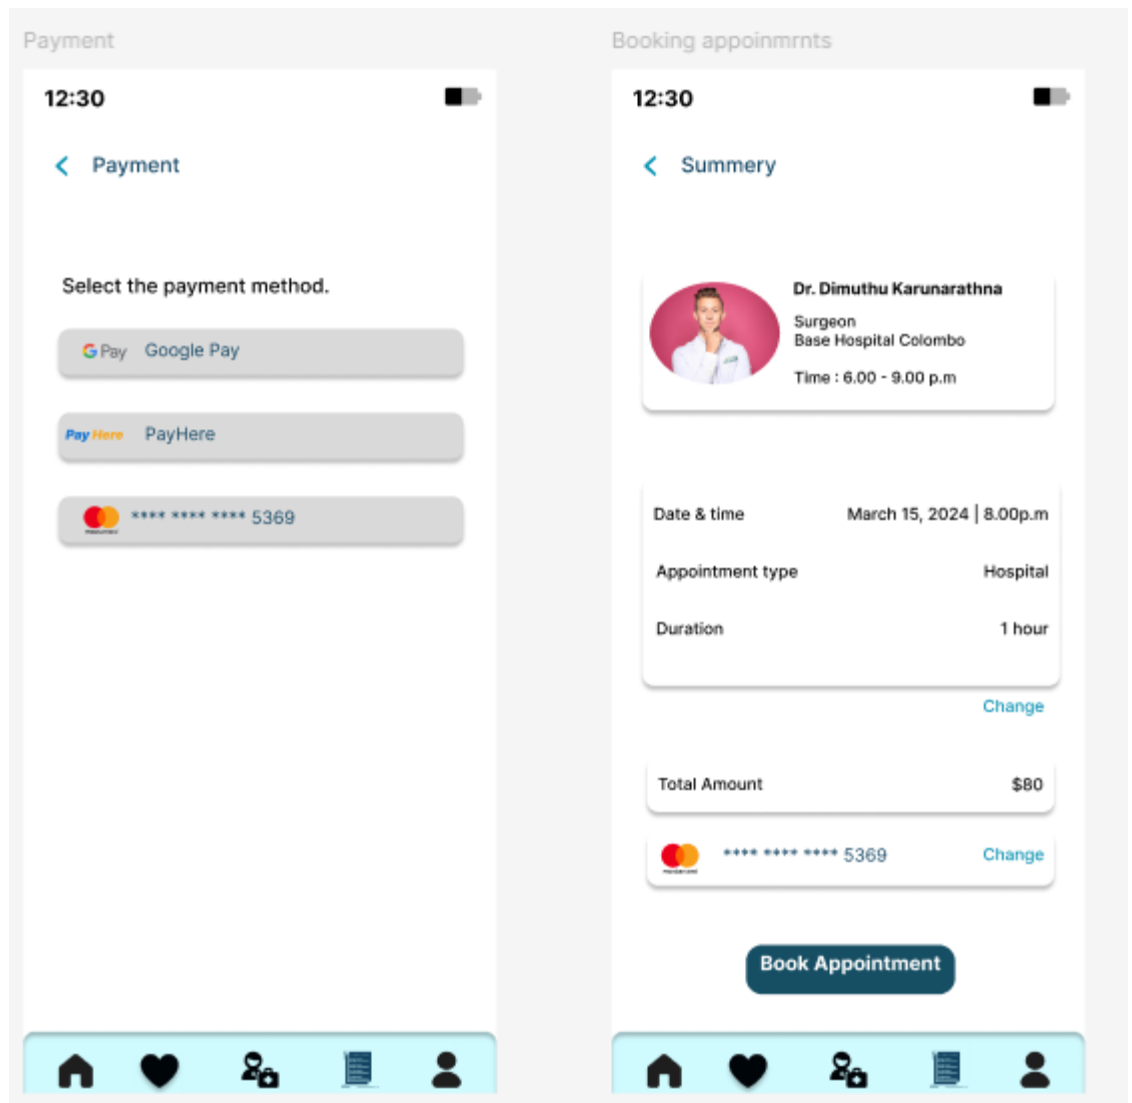 Payment
12:30
Payment
Select the payment method.
G Pay Google Pay
Pay Here PayHere
**** **** **** 5369
Booking appoinmrnts
12:30
Summery
Dr. Dimuthu Karunarathna
Surgeon
Base Hospital Colombo
Time : 6.00 - 9.00 p.m
Date & time March 15, 2024 | 8.00p.m
Appointment type Hospital
Duration 1 hour
Change
Total Amount $80
**** **** **** 5369 Change
Book Appointment